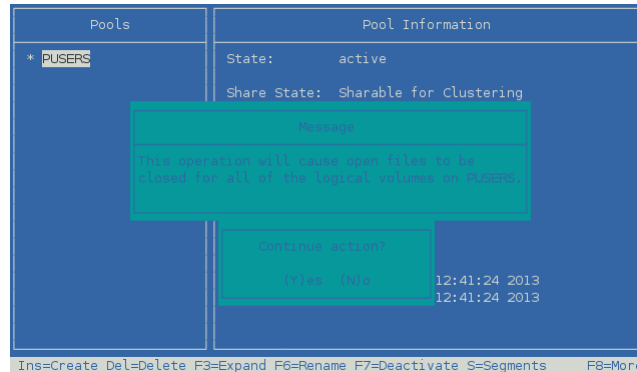 Pools
Pool Information
* PUSERS
State: active
Share State: Sharable for Clustering
Message
This operation will cause open files to be
closed for all of the logical volumes on PUSERS.
Continue action?
(Y)es (N)o
12:41:24 2013
12:41:24 2013
Ins=Create Del=Delete F3=Expand F6=Rename F7=Deactivate S=Segments F8=More